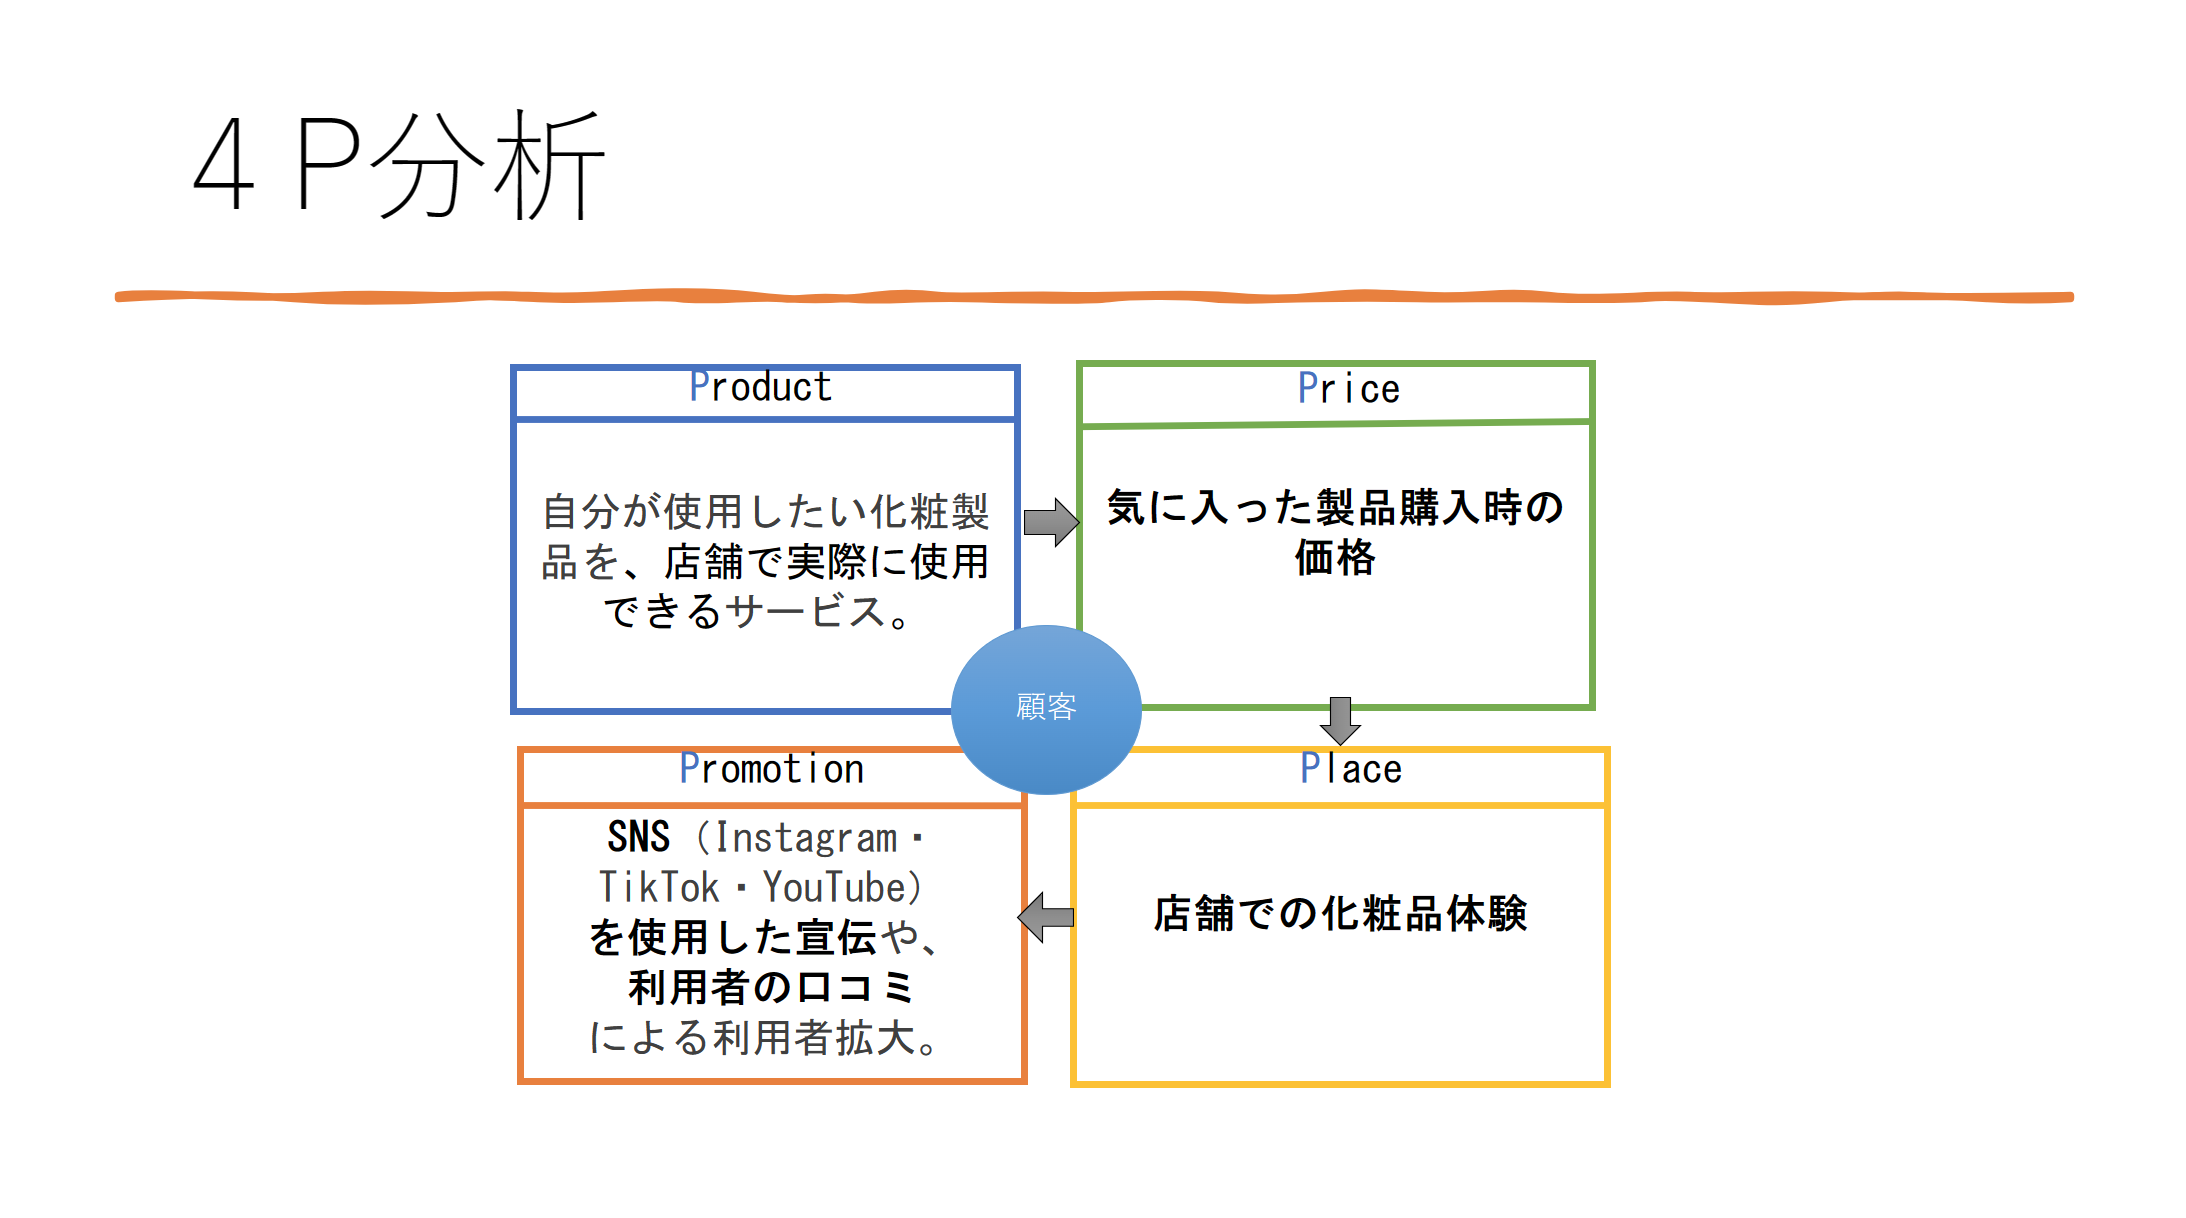 ４P分析
Product
自分が使用したい化粧製
品を、店舗で実際に使用
できるサービス。
Price
気に入った製品購入時の
価格
顧客
Promotion
SNS（Instagram・
TikTok・YouTube）
を使用した宣伝や、
利用者の口コミ
による利用者拡大。
Place
店舗での化粧品体験